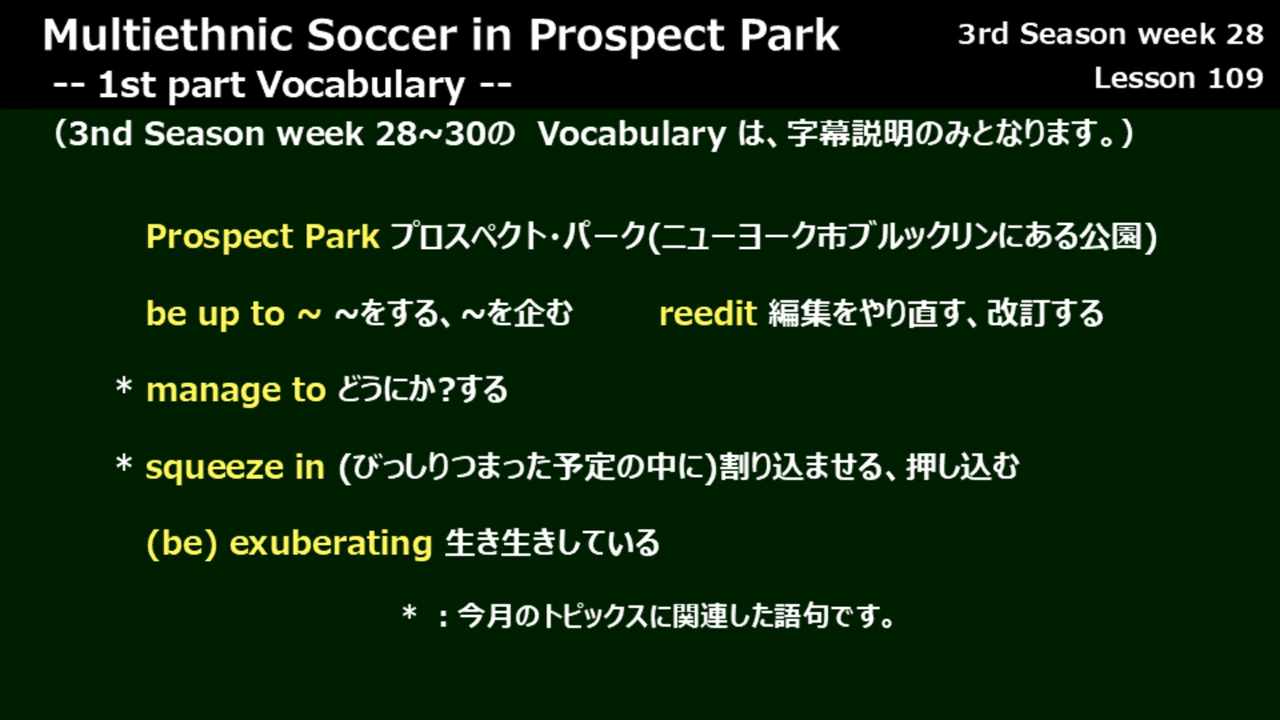 Multiethnic Soccer in Prospect Park
3rd Season week 28
-- 1st part Vocabulary --
Lesson 109
（3nd Season week 28~30の Vocabulary は、字幕説明のみとなります。）
Prospect Park プロスペクト・パーク(ニューヨーク市ブルックリンにある公園)
be up to ~ ~をする、~を企む reedit 編集をやり直す、改訂する
* manage to どうにか?する
* squeeze in (びっしりつまった予定の中に)割り込ませる、押し込む
(be) exuberating 生き生きしている
* : 今月のトピックスに関連した語句です。